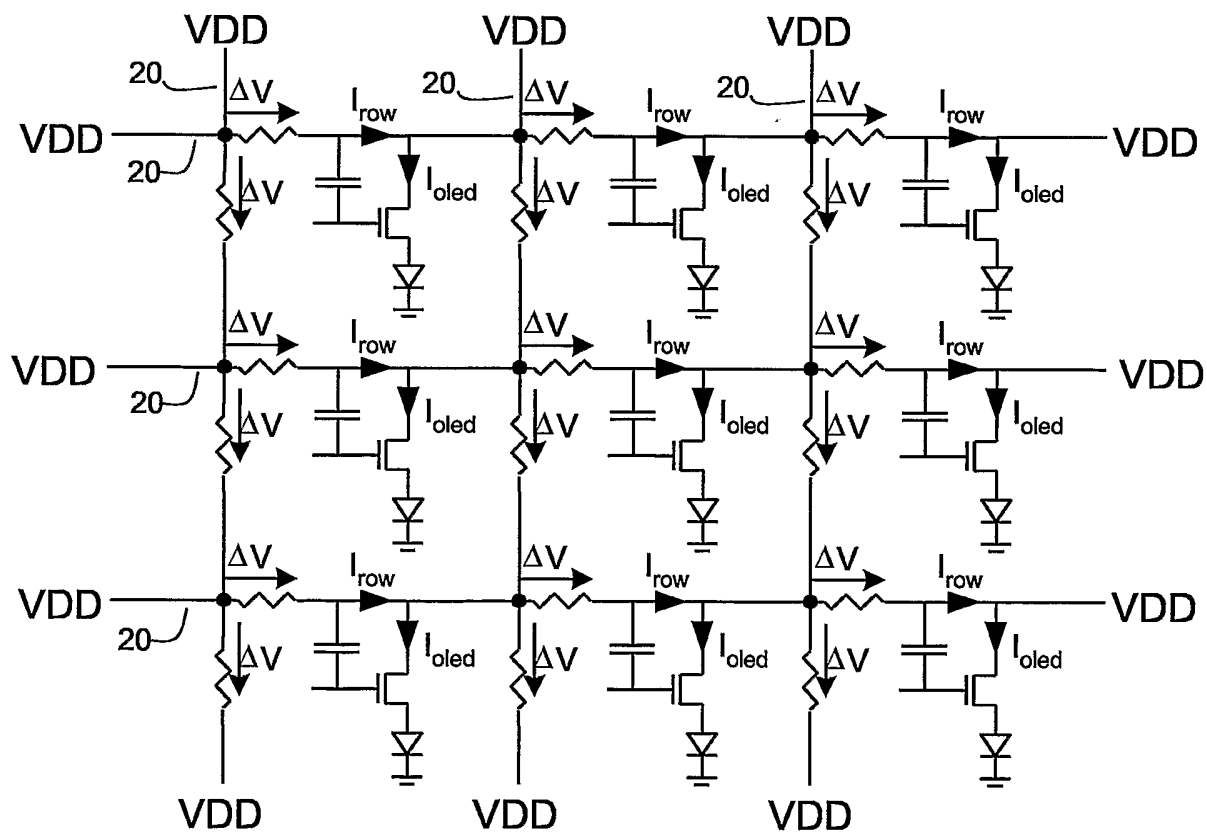 VDD VDD VDD
20 20 20
ΔV I_row ΔV I_row ΔV I_row
VDD VDD
20
ΔV I_oled ΔV I_oled ΔV I_oled
ΔV I_row ΔV I_row ΔV I_row
VDD VDD
20
ΔV I_oled ΔV I_oled ΔV I_oled
ΔV I_row ΔV I_row ΔV I_row
VDD VDD
20
ΔV I_oled ΔV I_oled ΔV I_oled
VDD VDD VDD